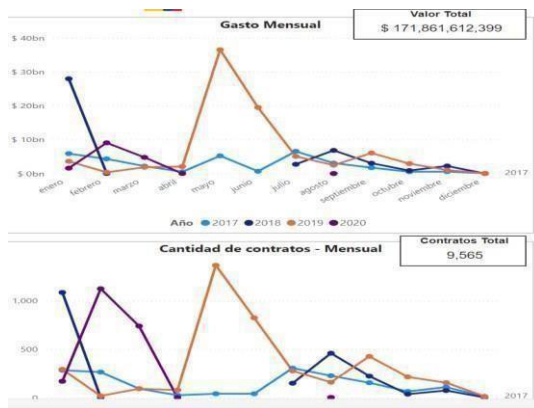 Gasto Mensual
Valor Total
$ 171,861,612,399
$ 40bn
$ 30bn
$ 20bn
$ 10bn
$ 0bn
enero febrero marzo abril mayo junio julio agosto septiembre octubre noviembre diciembre
2017
Año 2017 2018 2019 2020
Cantidad de contratos - Mensual
Contratos Total
9,565
1,000
500
0
2017